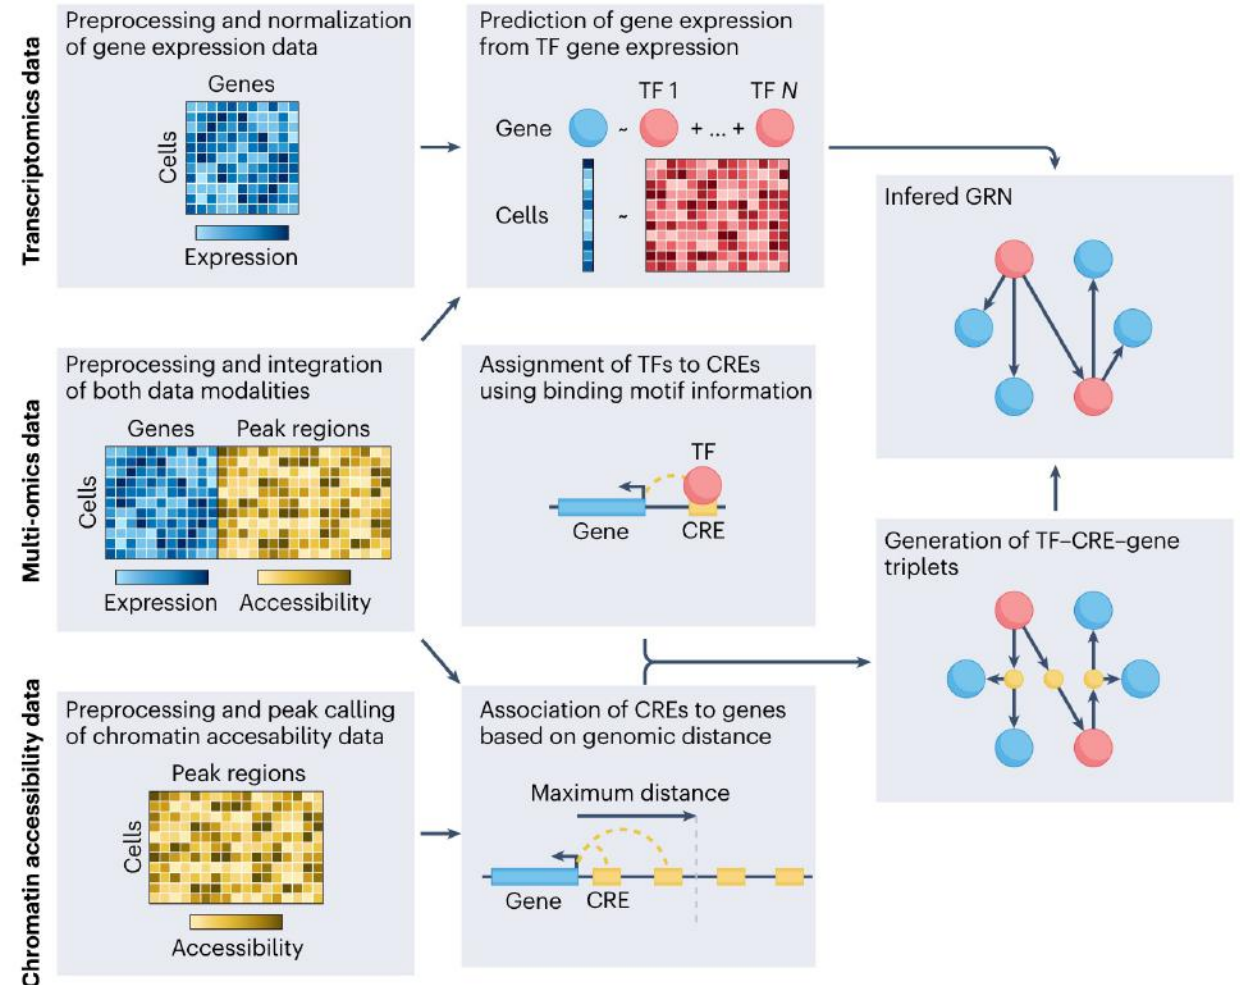 Transcriptomics data
Preprocessing and normalization
of gene expression data
Genes
Cells
Expression
Prediction of gene expression
from TF gene expression
TF 1
TF N
Gene
~
+ ... +
Cells
~
Infered GRN
Multi-omics data
Preprocessing and integration
of both data modalities
Genes
Peak regions
Cells
Expression
Accessibility
Assignment of TFs to CREs
using binding motif information
TF
Gene
CRE
Generation of TF–CRE–gene
triplets
Chromatin accessibility data
Preprocessing and peak calling
of chromatin accesability data
Peak regions
Cells
Accessibility
Association of CREs to genes
based on genomic distance
Maximum distance
Gene
CRE